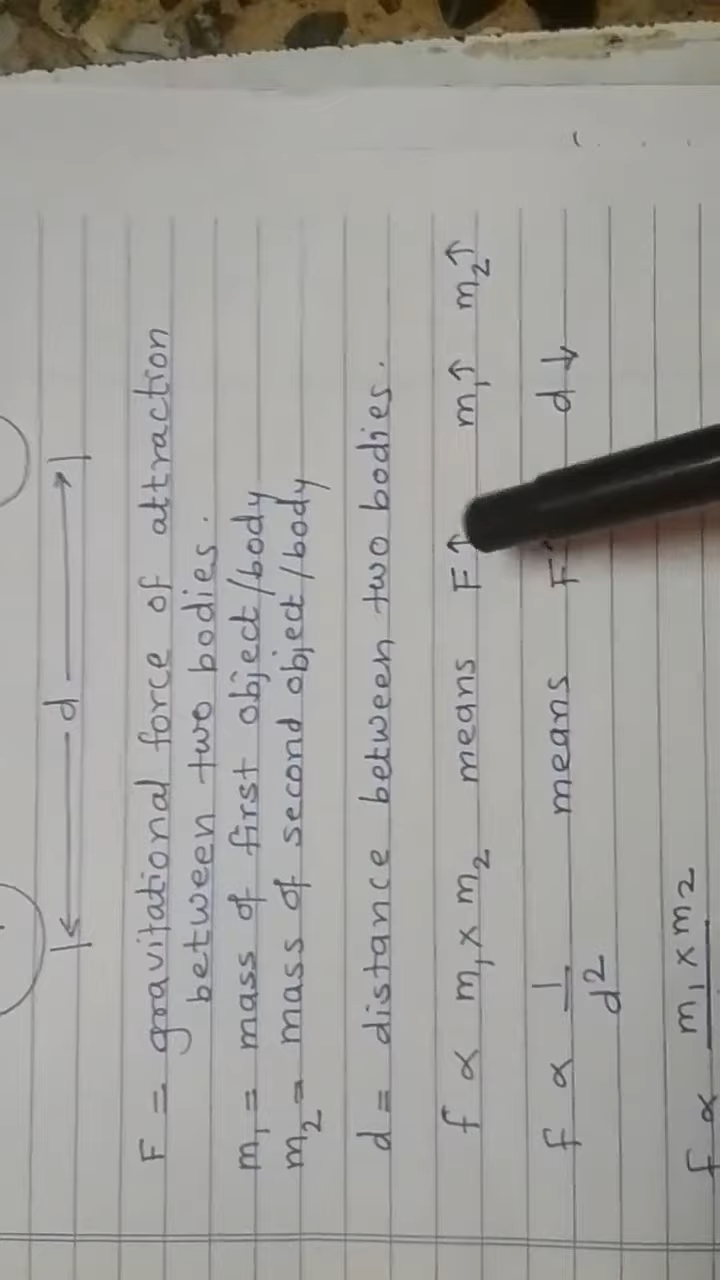 d
F = gravitational force of attraction
between two bodies.
m₁ = mass of first object/body
m₂ = mass of second object/body
d = distance between two bodies.
f ∝ m₁ x m₂ means F↑ m₁↑ m₂↑
f ∝ 1/d² means F↑ d↓
f ∝ m₁ x m₂